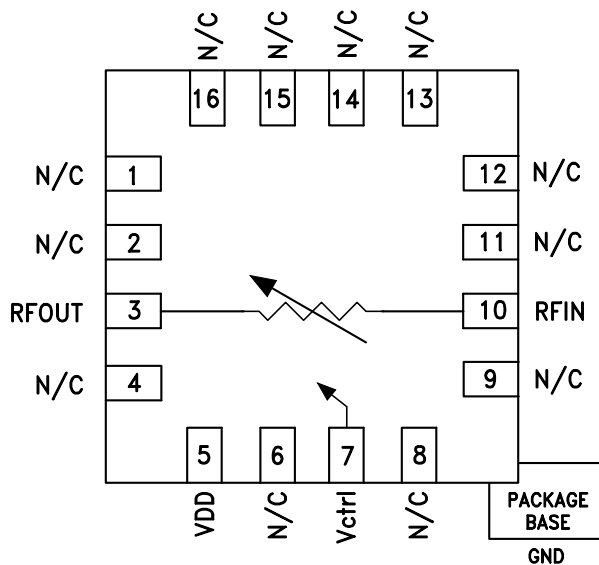 N/C N/C N/C N/C
16 15 14 13
N/C 1 12 N/C
N/C 2 11 N/C
RFOUT 3 10 RFIN
N/C 4 9 N/C
5 6 7 8
VDD N/C Vctrl N/C
PACKAGE
BASE
GND